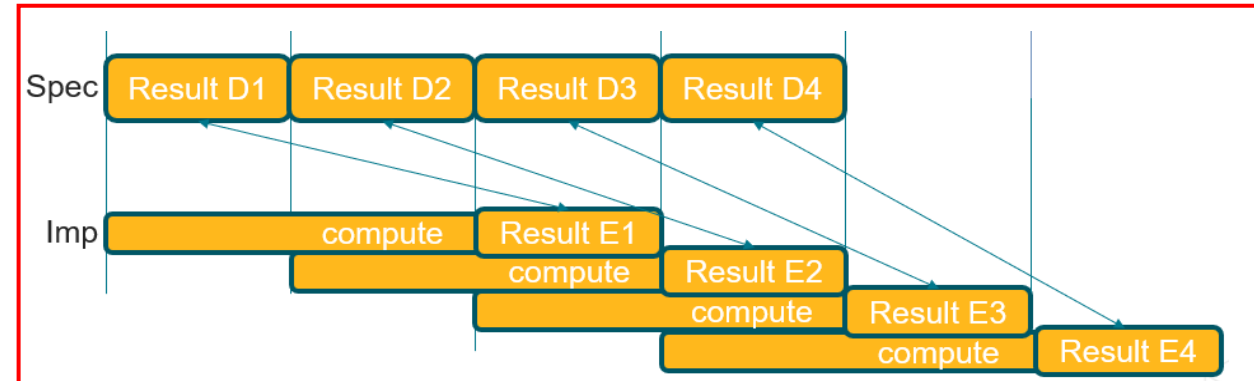 Spec Result D1 Result D2 Result D3 Result D4
Imp compute Result E1
compute Result E2
compute Result E3
compute Result E4